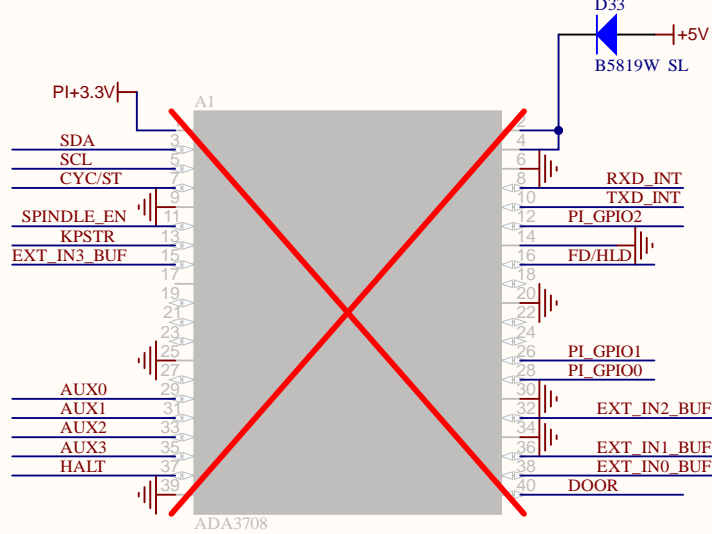 D33
+5V
B5819W SL
PI+3.3V
A1
2
SDA
3
4
SCL
5
6
CYC/ST
7
8
RXD_INT
9
10
TXD_INT
SPINDLE_EN
11
12
PI_GPIO2
KPSTR
13
14
EXT_IN3_BUF
15
16
FD/HLD
17
18
19
20
21
22
23
24
25
26
PI_GPIO1
27
28
PI_GPIO0
AUX0
29
30
AUX1
31
32
EXT_IN2_BUF
AUX2
33
34
AUX3
35
36
EXT_IN1_BUF
HALT
37
38
EXT_IN0_BUF
39
40
DOOR
ADA3708